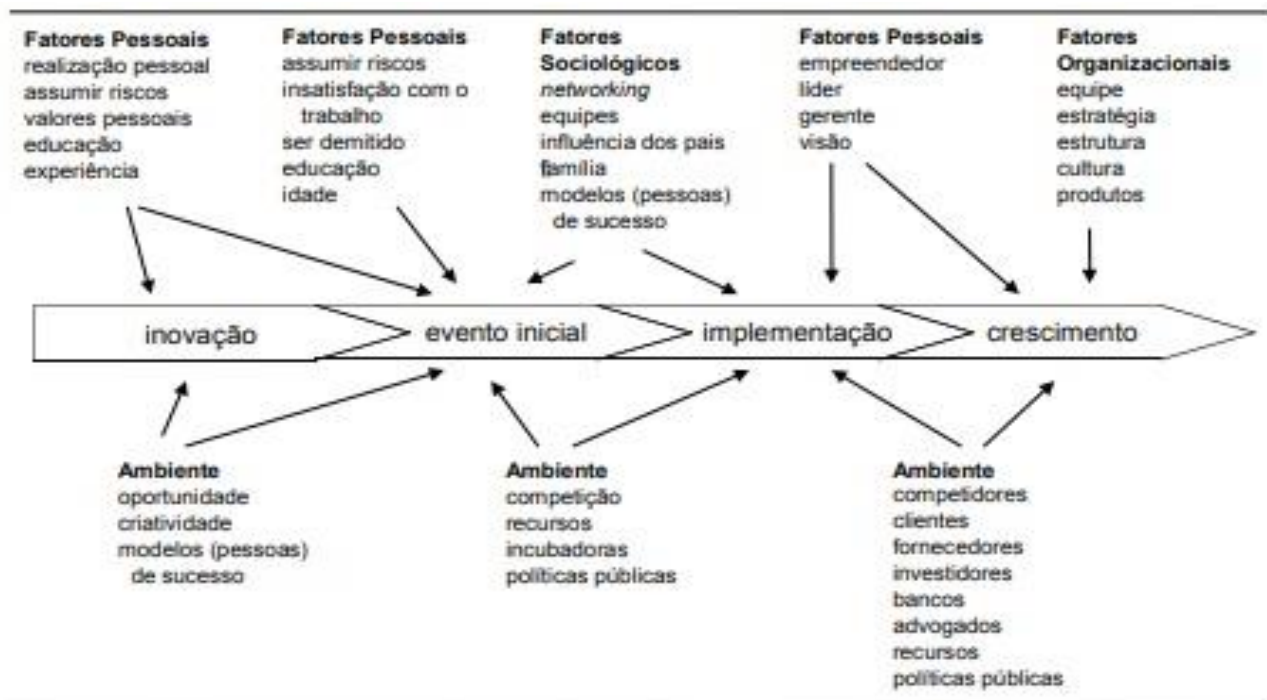 Fatores Pessoais
realização pessoal
assumir riscos
valores pessoais
educação
experiência
Fatores Pessoais
assumir riscos
insatisfação com o
trabalho
ser demitido
educação
idade
Fatores
Sociológicos
networking
equipes
influência dos pais
família
modelos (pessoas)
de sucesso
Fatores Pessoais
empreendedor
líder
gerente
visão
Fatores
Organizacionais
equipe
estratégia
estrutura
cultura
produtos
inovação
evento inicial
implementação
crescimento
Ambiente
oportunidade
criatividade
modelos (pessoas)
de sucesso
Ambiente
competição
recursos
incubadoras
políticas públicas
Ambiente
competidores
clientes
fornecedores
investidores
bancos
advogados
recursos
políticas públicas